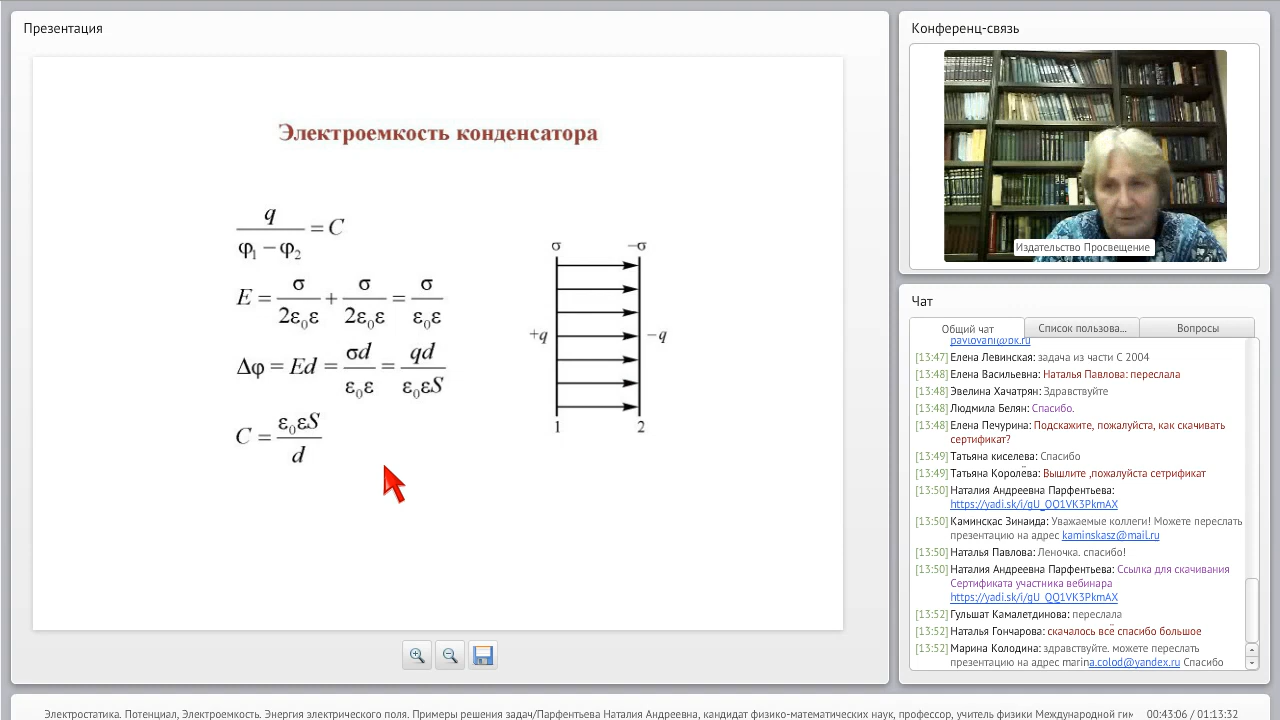 Презентация
Электроемкость конденсатора
q / (φ₁ − φ₂) = C
E = σ / 2ε₀ε + σ / 2ε₀ε = σ / ε₀ε
Δφ = Ed = σd / ε₀ε = qd / ε₀εS
C = ε₀εS / d
σ −σ
+q −q
1 2
Конференц-связь
Издательство Просвещение
Чат
Общий чат Список пользова... Вопросы
pavlovani@bk.ru
[13:47] Елена Левинская: задача из части С 2004
[13:48] Елена Васильевна: Наталья Павлова: переслала
[13:48] Эвелина Хачатрян: Здравствуйте
[13:48] Людмила Белян: Спасибо.
[13:48] Елена Печурина: Подскажите, пожалуйста, как скачивать
сертификат?
[13:49] Татьяна киселева: Спасибо
[13:49] Татьяна Королёва: Вышлите ,пожалуйста сетрификат
[13:50] Наталия Андреевна Парфентьева:
https://yadi.sk/i/gU_QQ1VK3PkmAX
[13:50] Каминскас Зинаида: Уважаемые коллеги! Можете переслать
презентацию на адрес kaminskasz@mail.ru
[13:50] Наталья Павлова: Леночка. спасибо!
[13:50] Наталия Андреевна Парфентьева: Ссылка для скачивания
Сертификата участника вебинара
https://yadi.sk/i/gU_QQ1VK3PkmAX
[13:52] Гульшат Камалетдинова: переслала
[13:52] Наталья Гончарова: скачалось всё спасибо большое
[13:52] Марина Колодина: здравствуйте. можете переслать
презентацию на адрес marina.colod@yandex.ru Спасибо
Электростатика. Потенциал, Электроемкость. Энергия электрического поля. Примеры решения задач/Парфентьева Наталия Андреевна, кандидат физико-математических наук, профессор, учитель физики Международной гим 00:43:06 / 01:13:32